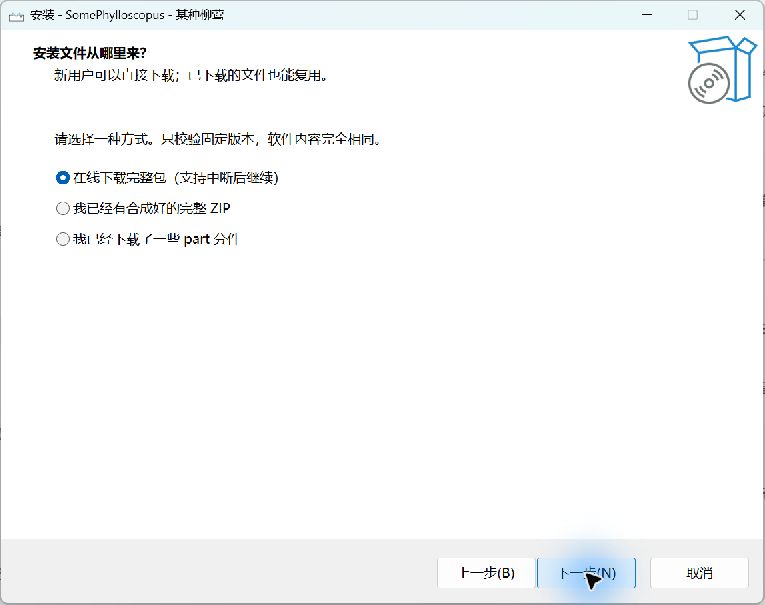 安装 - SomePhylloscopus - 某种柳莺
安装文件从哪里来？
新用户可以直接下载；已下载的文件也能复用。
请选择一种方式。只校验固定版本，软件内容完全相同。
在线下载完整包（支持中断后继续）
我已经有合成好的完整 ZIP
我已经下载了一些 part 分件
上一步(B)
下一步(N)
取消